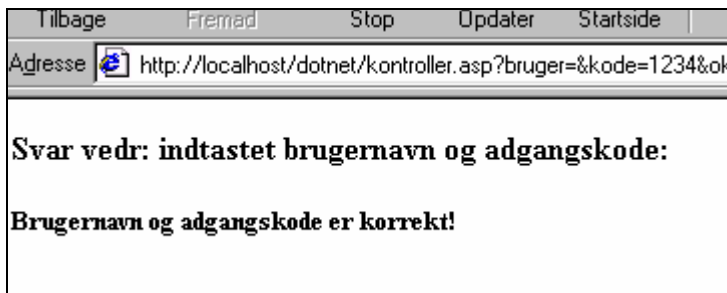 Tilbage Fremad Stop Opdater Startside
Adresse http://localhost/dotnet/kontroller.asp?bruger=&kode=1234&ok
Svar vedr: indtastet brugernavn og adgangskode:
Brugernavn og adgangskode er korrekt!